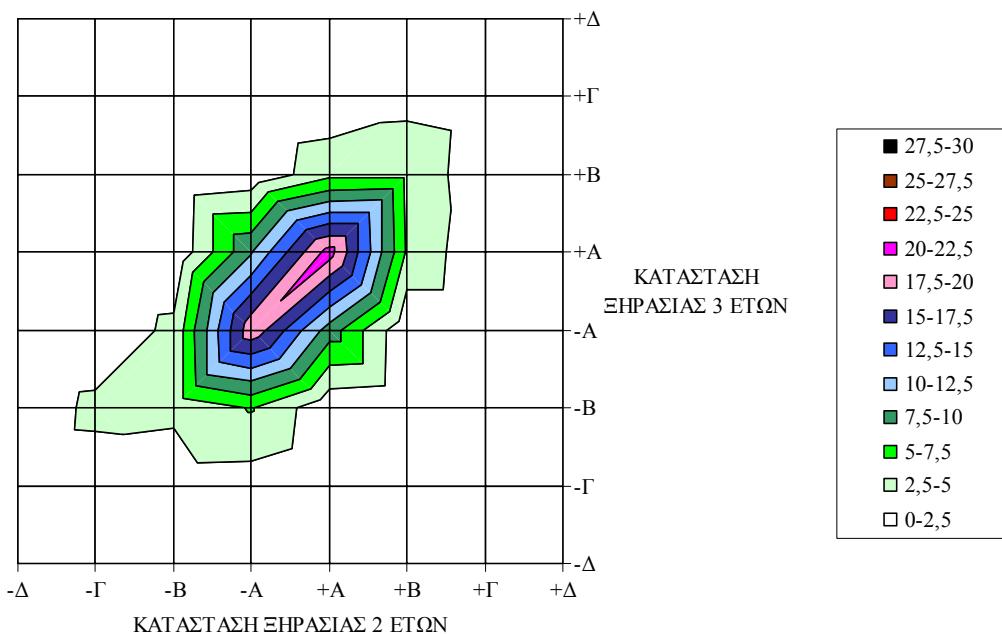 +Δ
+Γ
+Β
+Α
-Α
-Β
-Γ
-Δ
ΚΑΤΑΣΤΑΣΗ
ΞΗΡΑΣΙΑΣ 3 ΕΤΩΝ
-Δ -Γ -Β -Α +Α +Β +Γ +Δ
ΚΑΤΑΣΤΑΣΗ ΞΗΡΑΣΙΑΣ 2 ΕΤΩΝ
27,5-30
25-27,5
22,5-25
20-22,5
17,5-20
15-17,5
12,5-15
10-12,5
7,5-10
5-7,5
2,5-5
0-2,5